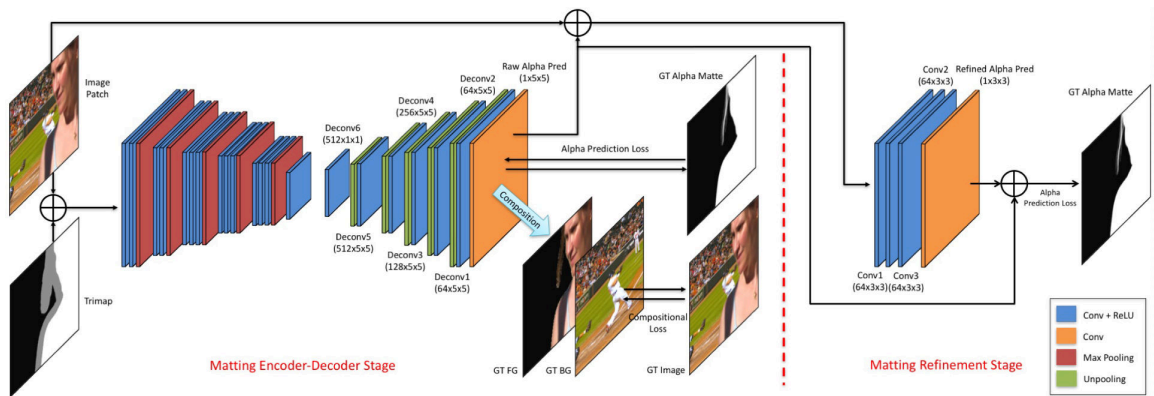 Image
Patch
Trimap
Deconv6
(512x1x1)
Deconv5
(512x5x5)
Deconv4
(256x5x5)
Deconv3
(128x5x5)
Deconv2
(64x5x5)
Deconv1
(64x5x5)
Raw Alpha Pred
(1x5x5)
Composition
GT Alpha Matte
Alpha Prediction Loss
Compositional
Loss
GT FG
GT BG
GT Image
Matting Encoder-Decoder Stage
Conv2
(64x3x3)
Refined Alpha Pred
(1x3x3)
Conv1
(64x3x3)
Conv3
(64x3x3)
GT Alpha Matte
Alpha
Prediction Loss
Matting Refinement Stage
Conv + ReLU
Conv
Max Pooling
Unpooling